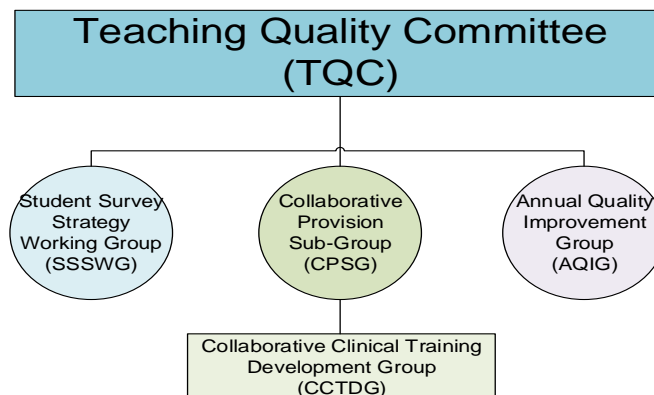 Teaching Quality Committee
(TQC)
Student Survey
Strategy
Working Group
(SSSWG)
Collaborative
Provision
Sub-Group
(CPSG)
Annual Quality
Improvement
Group
(AQIG)
Collaborative Clinical Training
Development Group
(CCTDG)